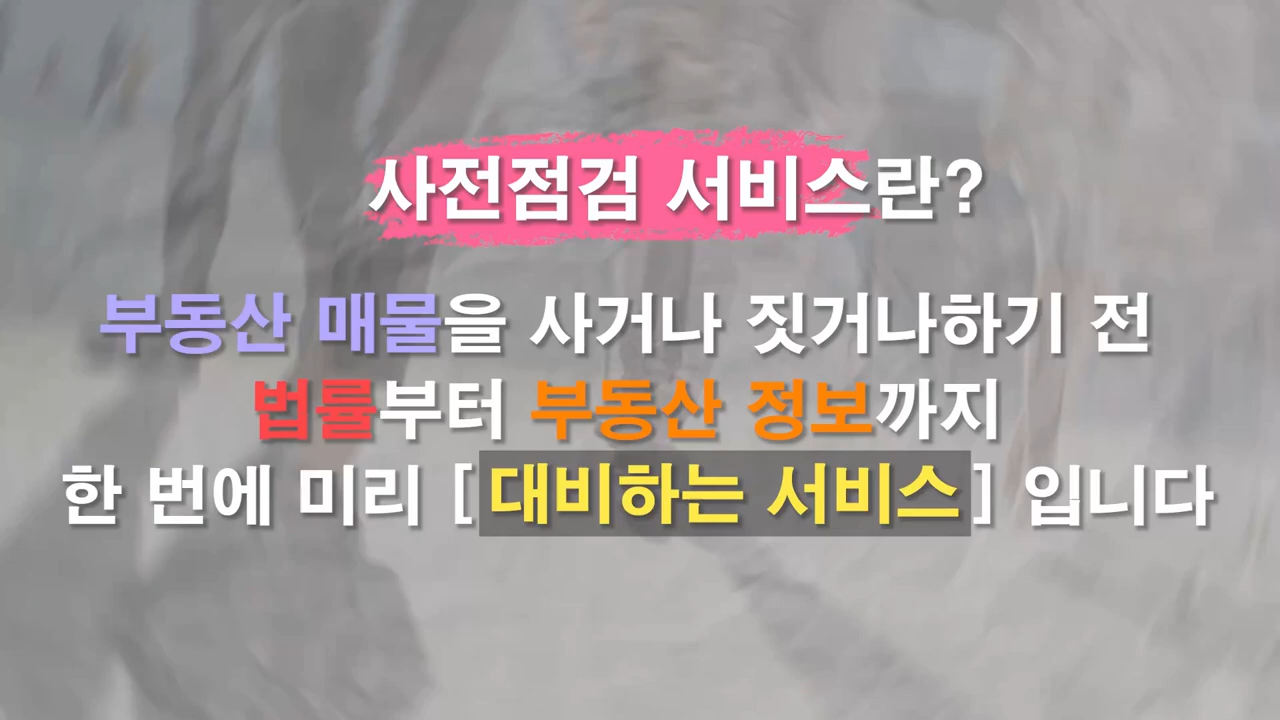 사전점검 서비스란?
부동산 매물을 사거나 짓거나하기 전
법률부터 부동산 정보까지
한 번에 미리 [대비하는 서비스] 입니다